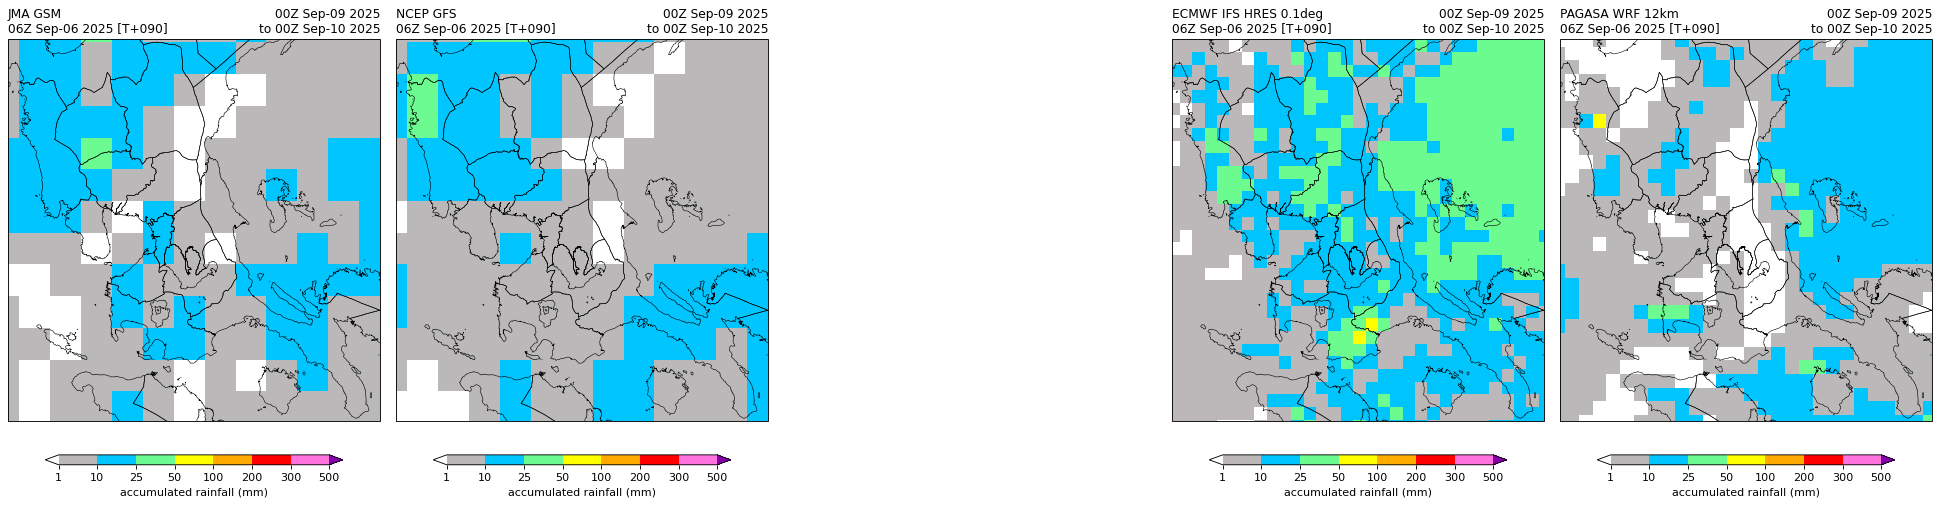 JMA GSM 00Z Sep-09 2025
06Z Sep-06 2025 [T+090] to 00Z Sep-10 2025
1 10 25 50 100 200 300 500
accumulated rainfall (mm)
NCEP GFS 00Z Sep-09 2025
06Z Sep-06 2025 [T+090] to 00Z Sep-10 2025
1 10 25 50 100 200 300 500
accumulated rainfall (mm)
ECMWF IFS HRES 0.1deg 00Z Sep-09 2025
06Z Sep-06 2025 [T+090] to 00Z Sep-10 2025
1 10 25 50 100 200 300 500
accumulated rainfall (mm)
PAGASA WRF 12km 00Z Sep-09 2025
06Z Sep-06 2025 [T+090] to 00Z Sep-10 2025
1 10 25 50 100 200 300 500
accumulated rainfall (mm)